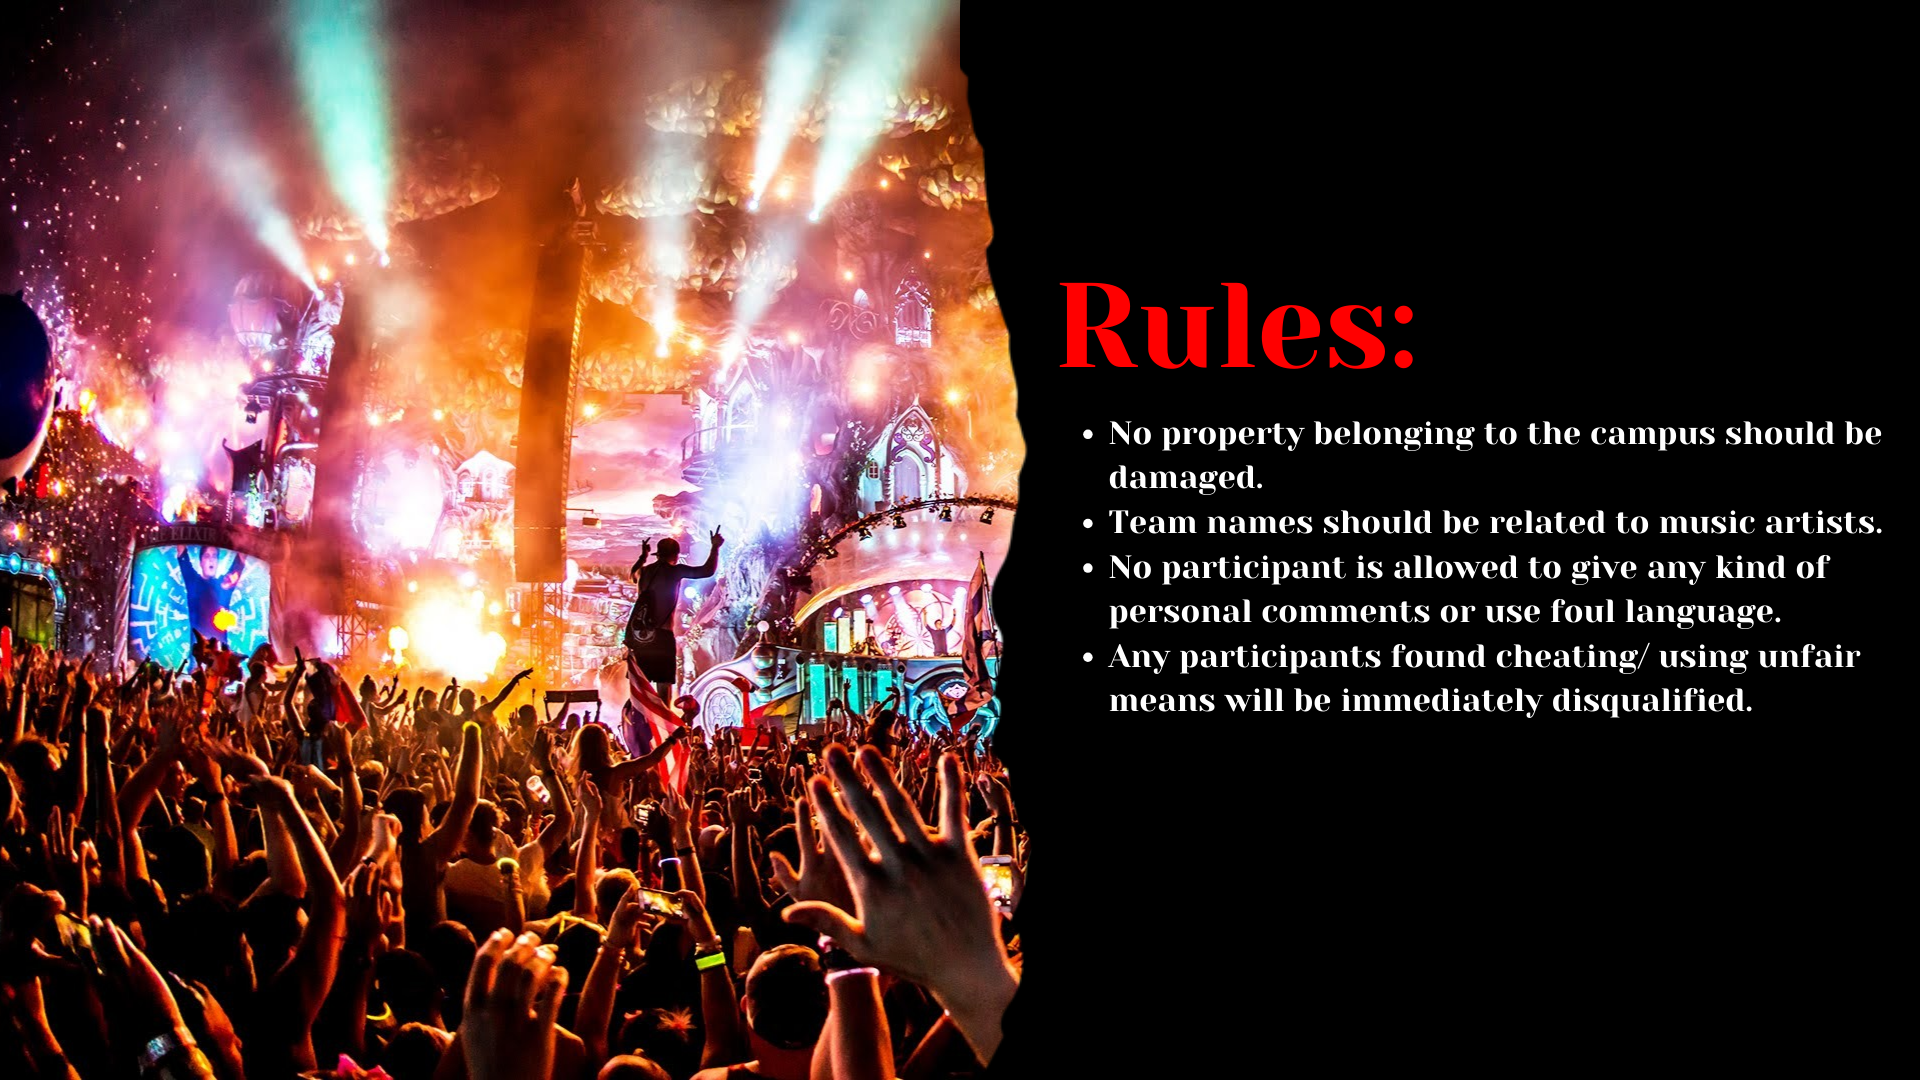 Rules:
• No property belonging to the campus should be
damaged.
• Team names should be related to music artists.
• No participant is allowed to give any kind of
personal comments or use foul language.
• Any participants found cheating/ using unfair
means will be immediately disqualified.
ELIXIR